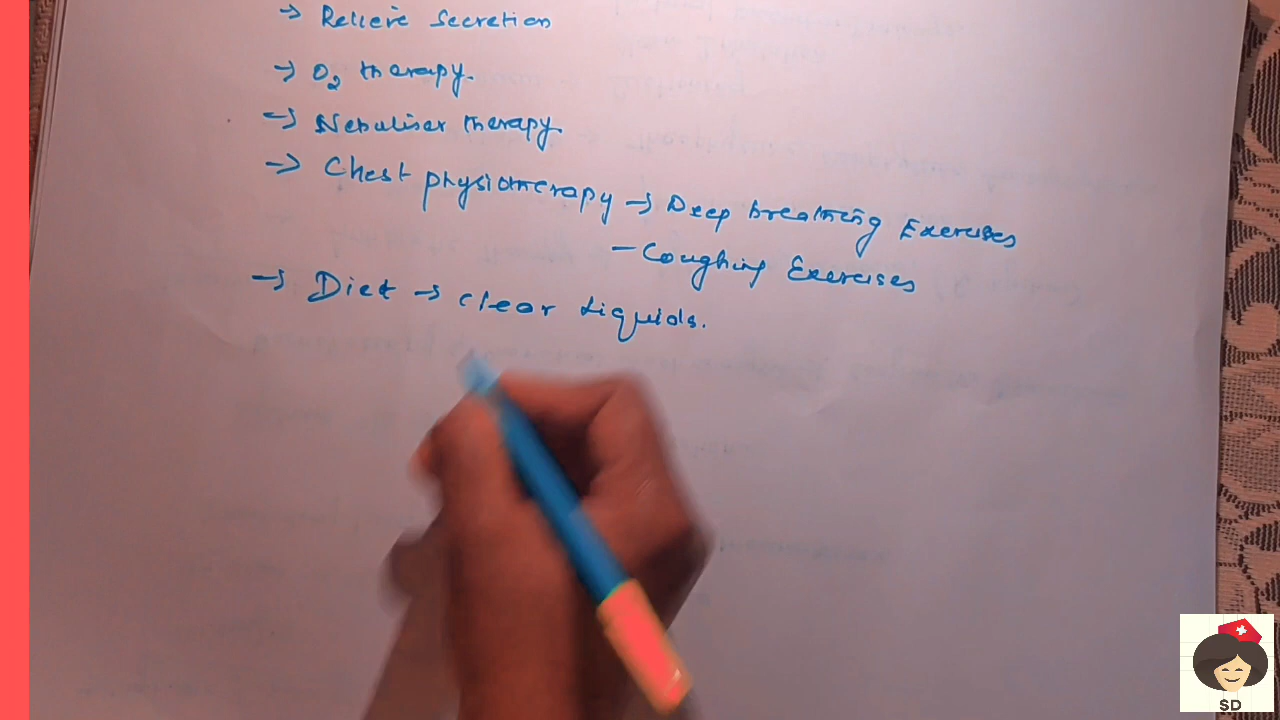 → Relieve Secretion
→ O₂ therapy.
→ Nebuliser therapy.
→ Chest physiotherapy → Deep breathing Exercises
– Coughing Exercises
→ Diet → clear liquids.
SD